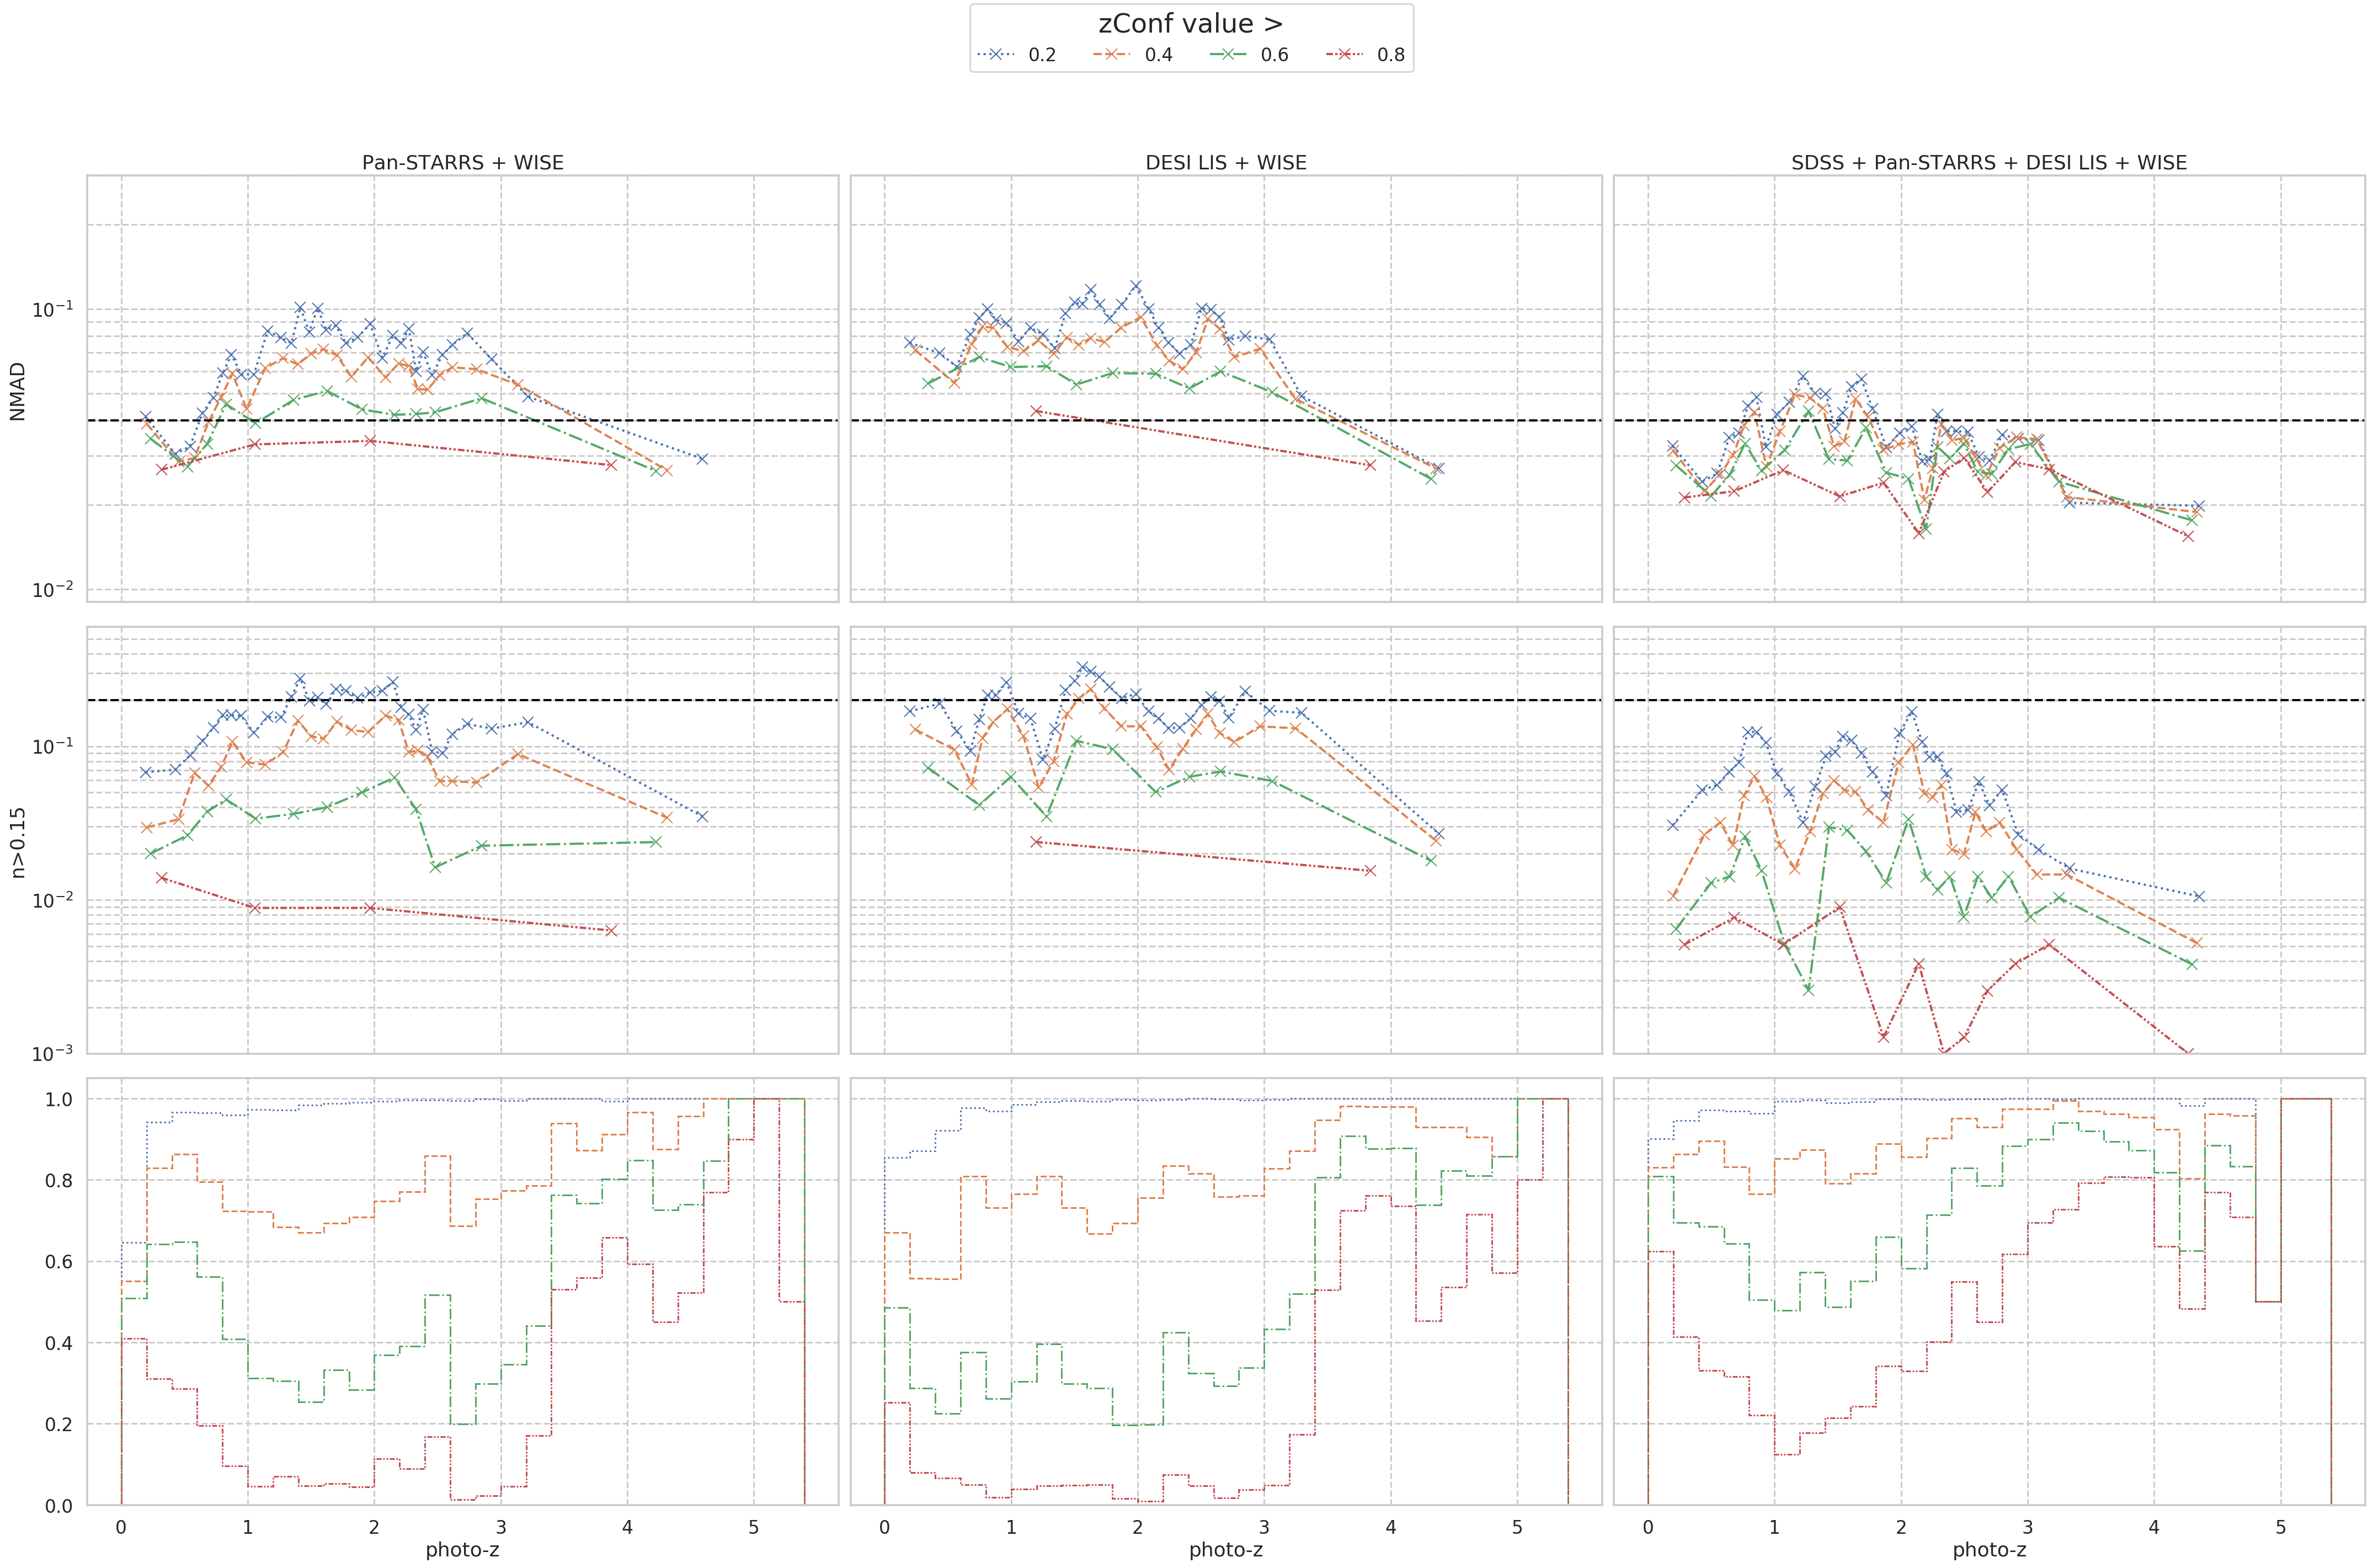 zConf value >
0.2 0.4 0.6 0.8
Pan-STARRS + WISE
DESI LIS + WISE
SDSS + Pan-STARRS + DESI LIS + WISE
NMAD
10⁻¹
10⁻²
n>0.15
10⁻¹
10⁻²
10⁻³
1.0
0.8
0.6
0.4
0.2
0.0
0 1 2 3 4 5
0 1 2 3 4 5
0 1 2 3 4 5
photo-z
photo-z
photo-z